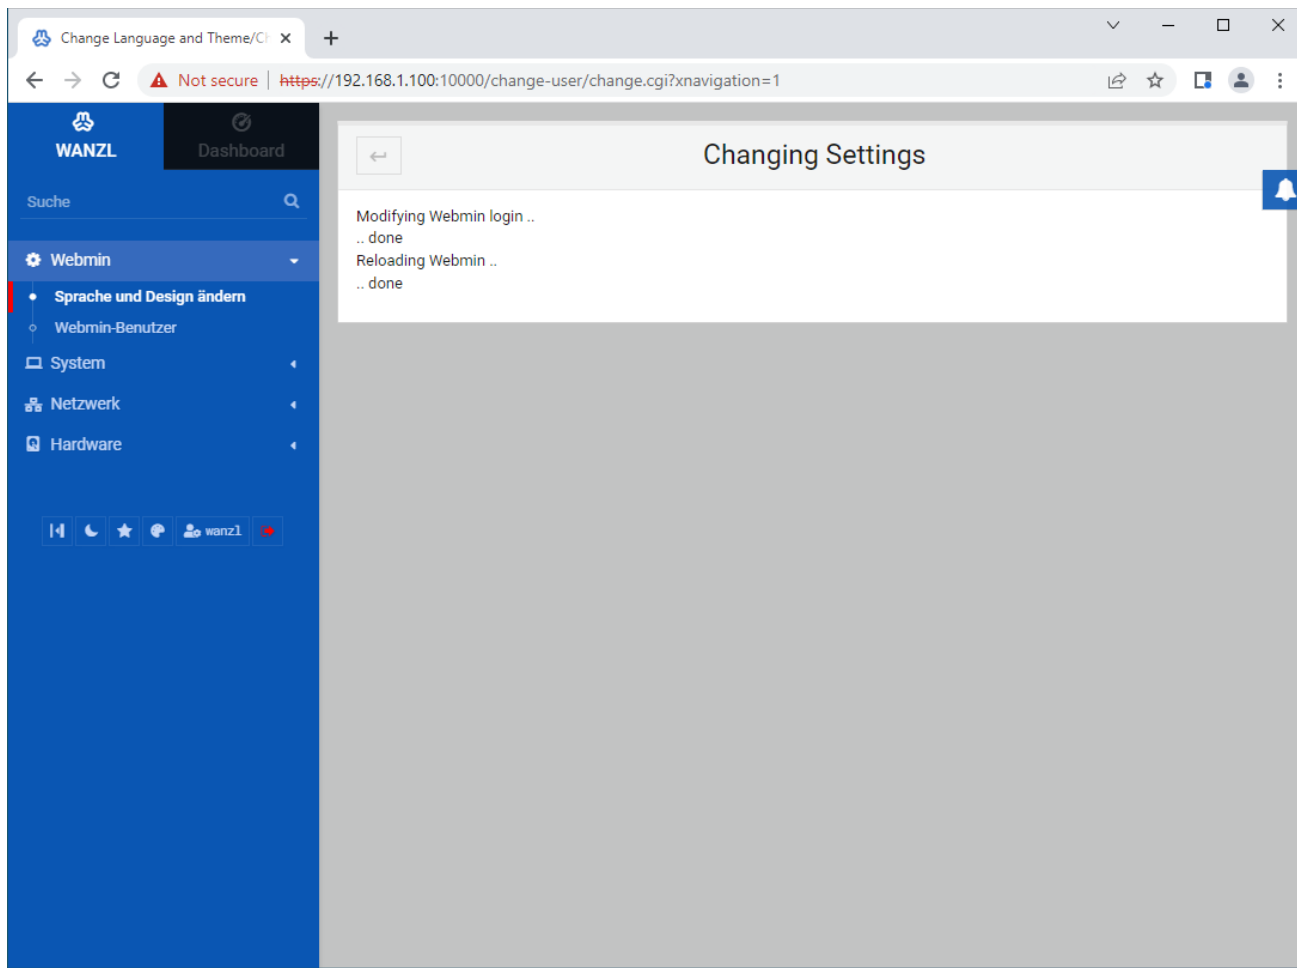 Change Language and Theme/Ch
Not secure
https://192.168.1.100:10000/change-user/change.cgi?xnavigation=1
WANZL
Dashboard
Suche
Webmin
Sprache und Design ändern
Webmin-Benutzer
System
Netzwerk
Hardware
wanzl
Changing Settings
Modifying Webmin login ..
.. done
Reloading Webmin ..
.. done